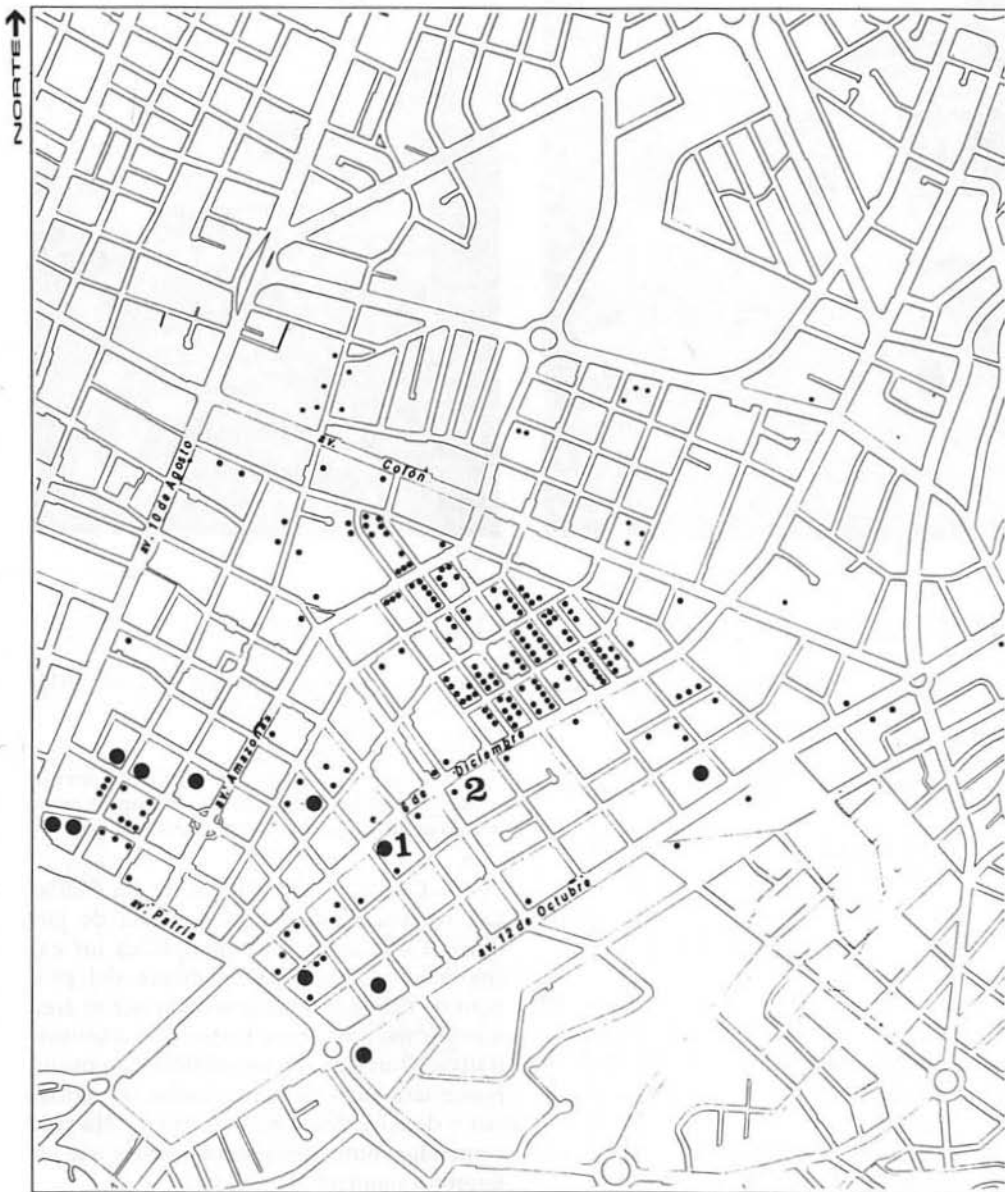 NORTE →
av. 10 de Agosto
av. Colón
av. Amazonas
6 de Diciembre
2
1
av. 12 de Octubre
av. Patria